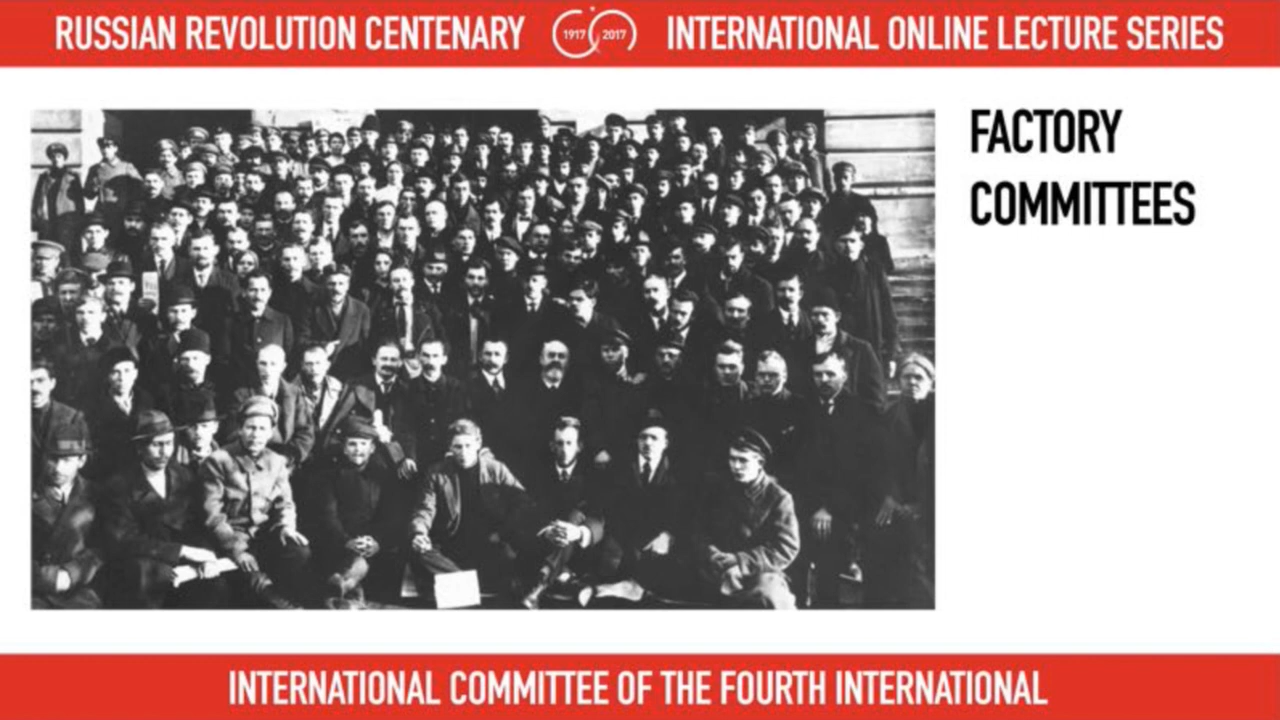 RUSSIAN REVOLUTION CENTENARY 1917 2017 INTERNATIONAL ONLINE LECTURE SERIES
FACTORY
COMMITTEES
INTERNATIONAL COMMITTEE OF THE FOURTH INTERNATIONAL